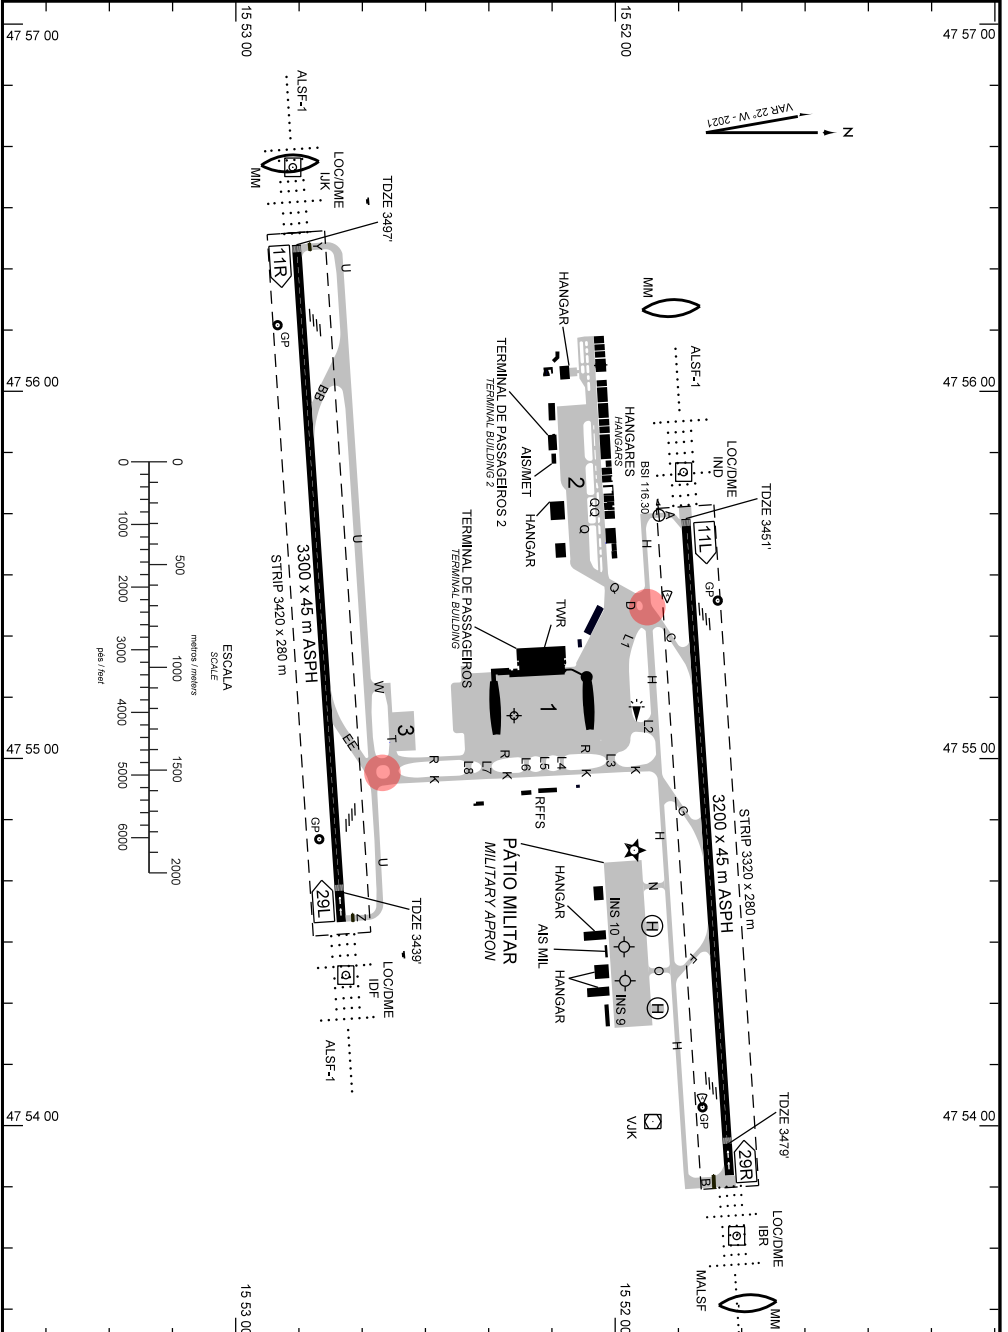 47 57 00
15 53 00
15 52 00
47 57 00
ALSF-1
VAR 22° W - 2021
N
LOC/DME
IJK
MM
TDZE 3497'
11R
Y
U
GP
BB
MM
HANGAR
ALSF-1
47 56 00
47 56 00
TERMINAL DE PASSAGEIROS 2
TERMINAL BUILDING 2
HANGARES
HANGARS
AIS/MET
HANGAR
2
QQ
Q
BSI 116.30
LOC/DME
IND
TDZE 3451'
A
11L
H
GP
0
1000
2000
3000
4000
5000
6000
pés / feet
0
500
1000
1500
2000
metros / meters
ESCALA
SCALE
3300 x 45 m ASPH
STRIP 3420 x 280 m
U
TERMINAL DE PASSAGEIROS
TERMINAL BUILDING
TWR
Q
D
L1
C
H
W
3
T
EE
1
L2
47 55 00
47 55 00
R
K
L8
L7
R
K
L6
L5
L4
R
K
L3
K
G
H
3200 x 45 m ASPH
STRIP 3320 x 280 m
GP
U
29L
Z
TDZE 3439'
RFFS
PÁTIO MILITAR
MILITARY APRON
HANGAR
AIS MIL
HANGAR
INS 10
INS 9
N
H
O
H
F
H
LOC/DME
IDF
ALSF-1
VJK
GP
TDZE 3479'
29R
B
47 54 00
47 54 00
LOC/DME
IBR
MALSF
MM
15 53 00
15 52 00